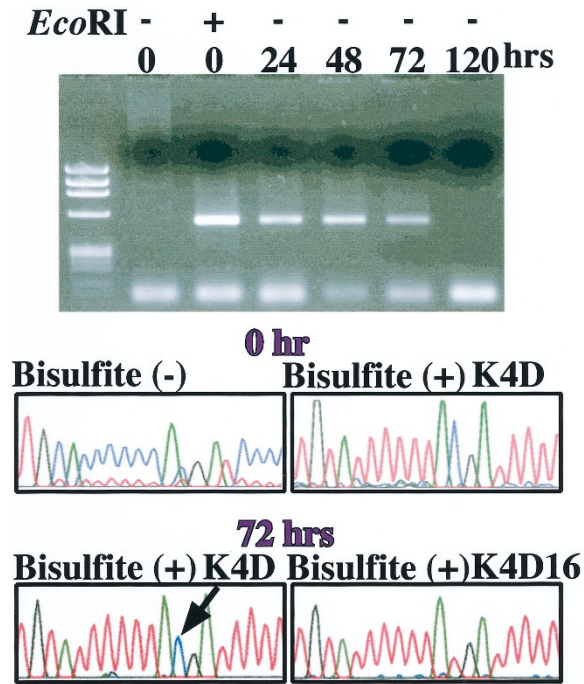 EcoRI - + - - - -
0 0 24 48 72 120 hrs
0 hr
Bisulfite (-) Bisulfite (+) K4D
72 hrs
Bisulfite (+) K4D Bisulfite (+) K4D16